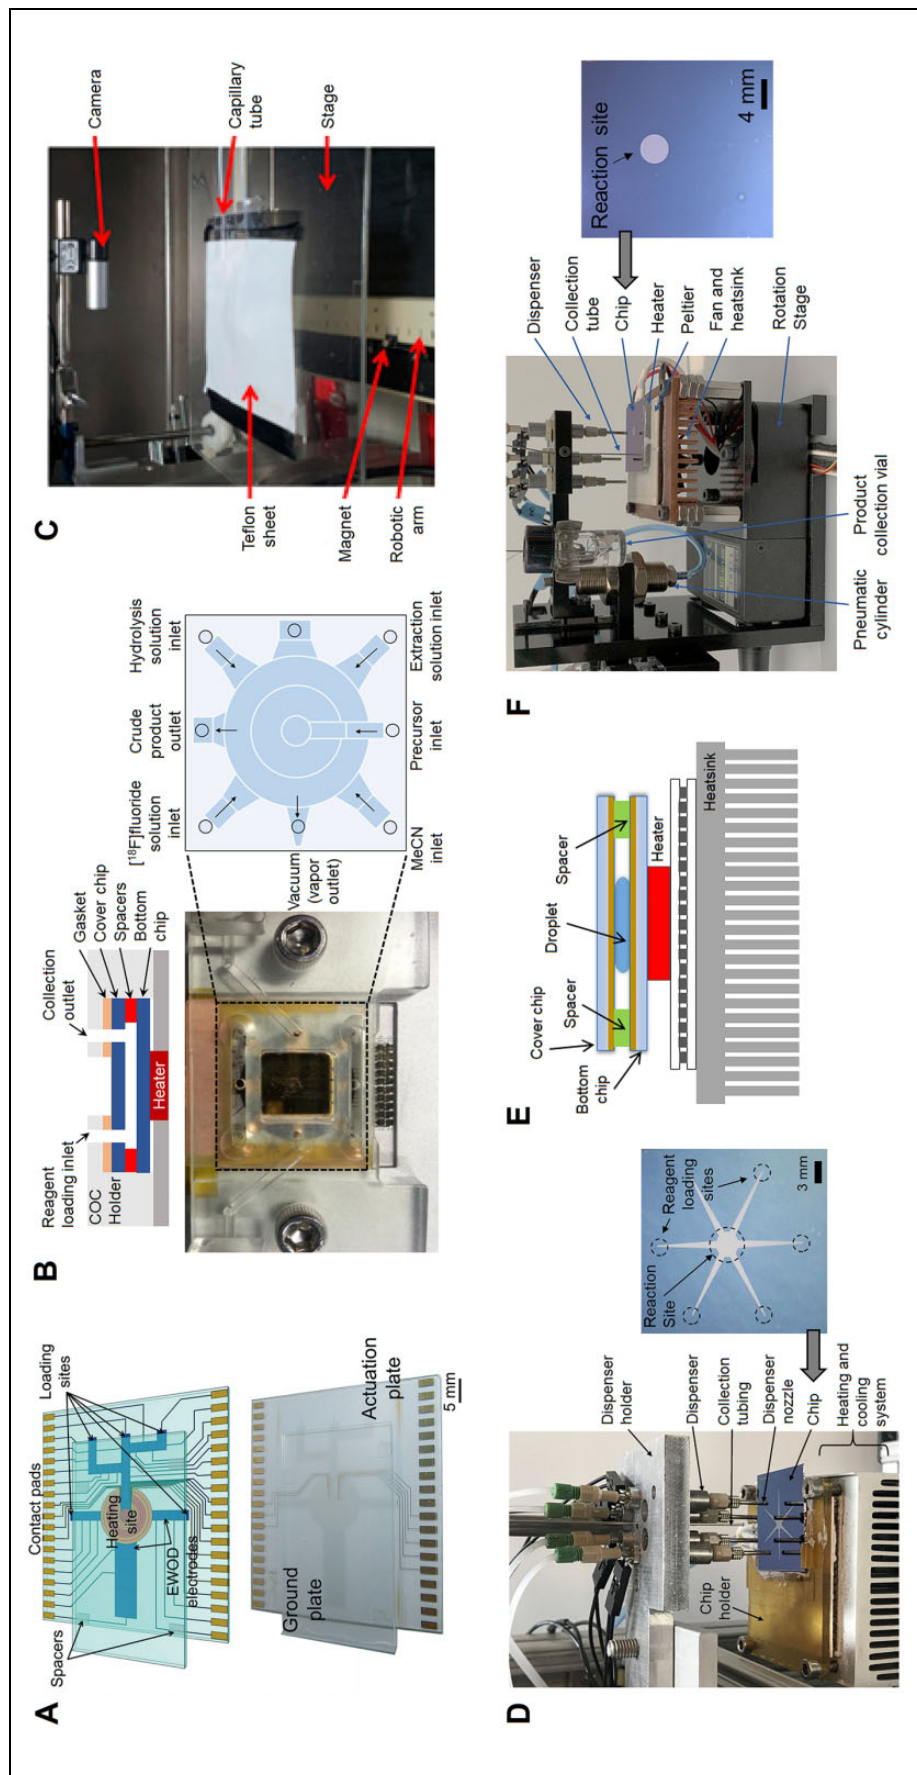 A
Contact pads
Loading
sites
Spacers
Heating
site
EWOD
electrodes
Ground
plate
Actuation
plate
5 mm
B
Reagent
loading inlet
Collection
outlet
COC
Holder
Gasket
Cover chip
Spacers
Bottom
chip
Heater
[18F]fluoride
solution
inlet
Crude
product
outlet
Hydrolysis
solution
inlet
Vacuum
(vapor
outlet)
MeCN
inlet
Precursor
inlet
Extraction
solution inlet
C
Camera
Capillary
tube
Stage
Teflon
sheet
Magnet
Robotic
arm
D
Dispenser
holder
Dispenser
Collection
tubing
Dispenser
nozzle
Chip
Heating and
cooling
system
Chip
holder
Reaction
Site
Reagent
loading
sites
3 mm
E
Cover chip
Spacer
Bottom
chip
Droplet
Spacer
Heater
Heatsink
F
Dispenser
Collection
tube
Chip
Heater
Peltier
Fan and
heatsink
Rotation
Stage
Pneumatic
cylinder
Product
collection vial
Reaction site
4 mm